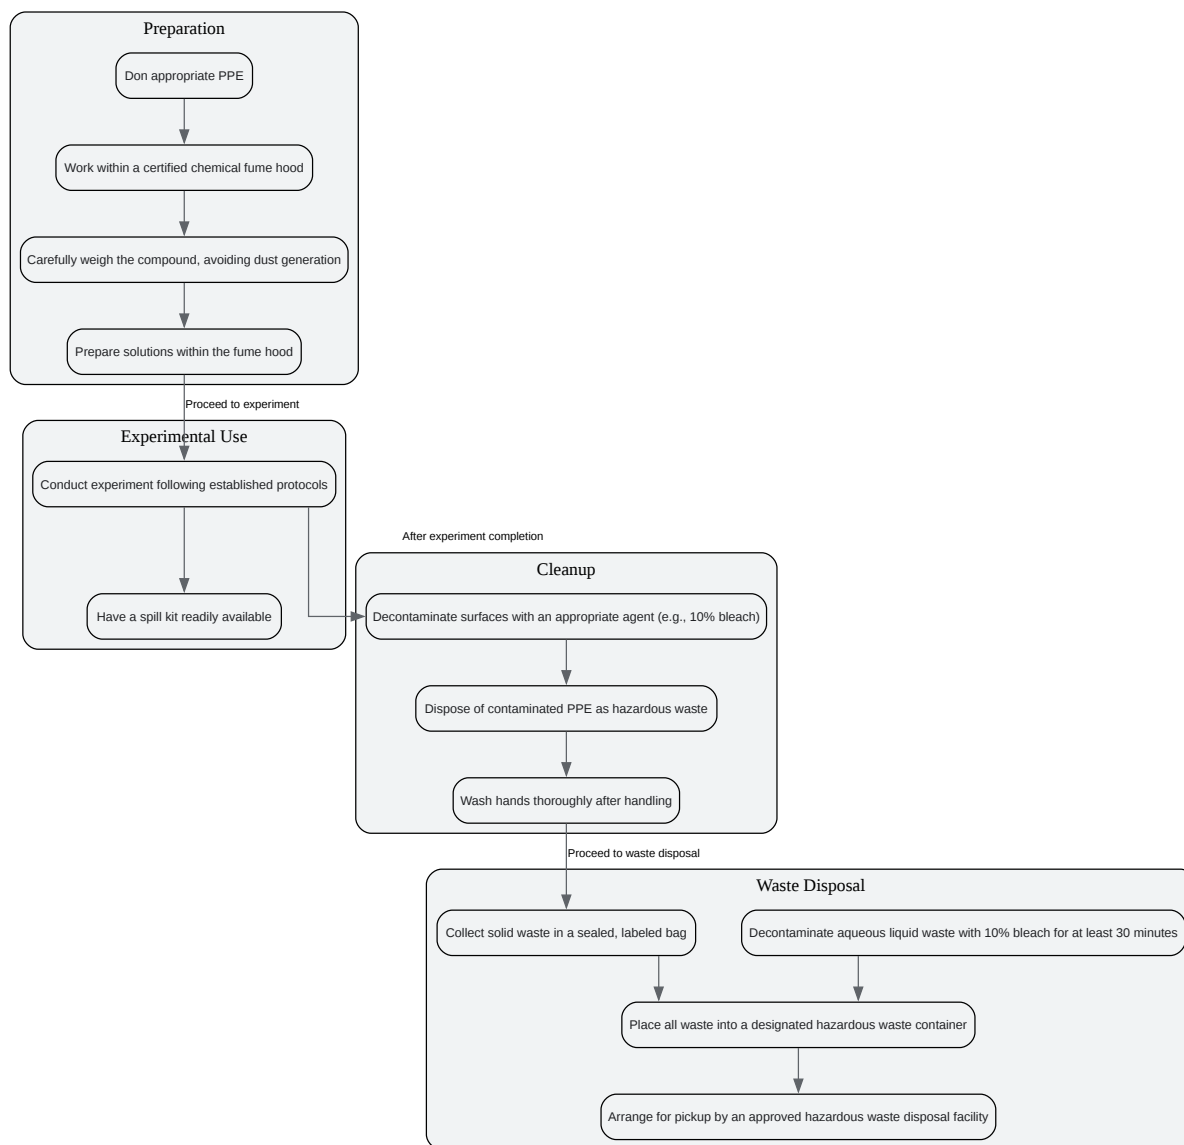 Preparation
Don appropriate PPE
Work within a certified chemical fume hood
Carefully weigh the compound, avoiding dust generation
Prepare solutions within the fume hood
Proceed to experiment
Experimental Use
Conduct experiment following established protocols
Have a spill kit readily available
After experiment completion
Cleanup
Decontaminate surfaces with an appropriate agent (e.g., 10% bleach)
Dispose of contaminated PPE as hazardous waste
Wash hands thoroughly after handling
Proceed to waste disposal
Waste Disposal
Collect solid waste in a sealed, labeled bag
Decontaminate aqueous liquid waste with 10% bleach for at least 30 minutes
Place all waste into a designated hazardous waste container
Arrange for pickup by an approved hazardous waste disposal facility